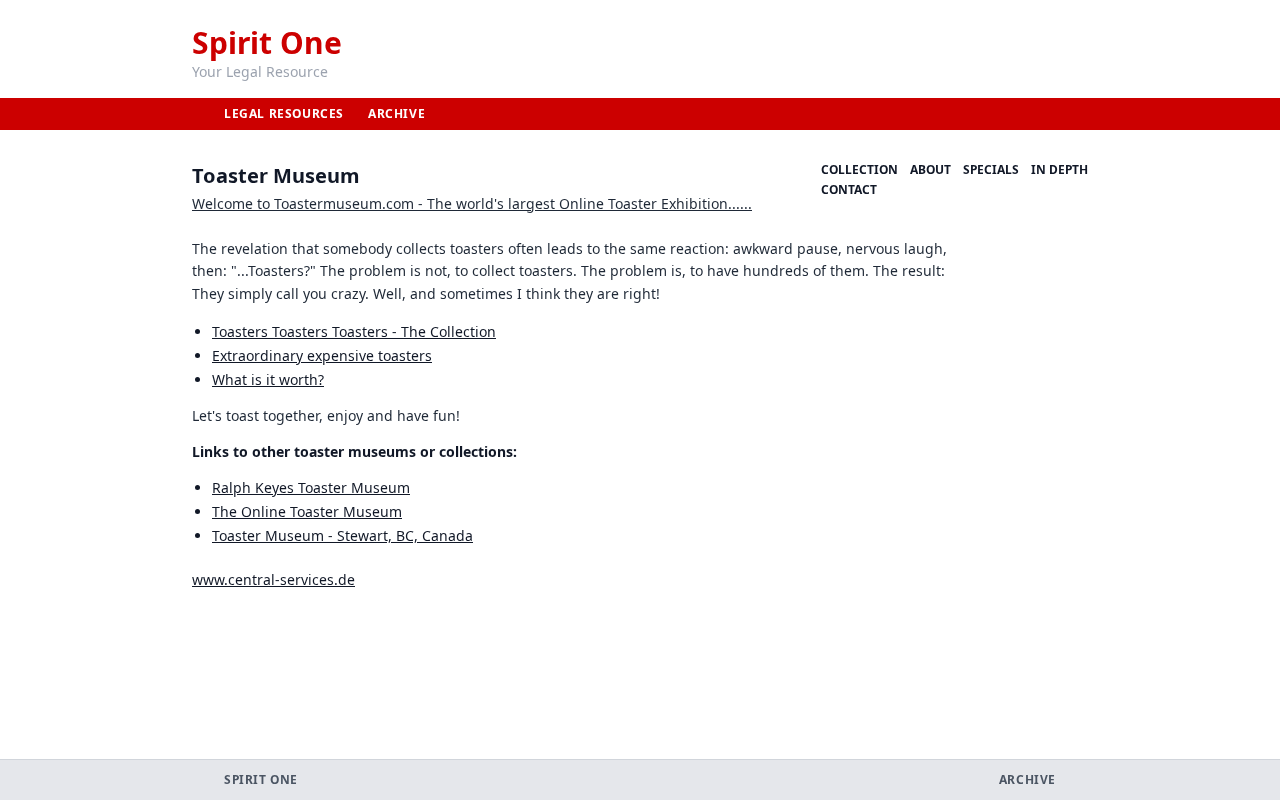 Spirit One
Your Legal Resource
LEGAL RESOURCES ARCHIVE
Toaster Museum
COLLECTION ABOUT SPECIALS IN DEPTH
CONTACT
Welcome to Toastermuseum.com - The world's largest Online Toaster Exhibition......
The revelation that somebody collects toasters often leads to the same reaction: awkward pause, nervous laugh,
then: "...Toasters?" The problem is not, to collect toasters. The problem is, to have hundreds of them. The result:
They simply call you crazy. Well, and sometimes I think they are right!
• Toasters Toasters Toasters - The Collection
• Extraordinary expensive toasters
• What is it worth?
Let's toast together, enjoy and have fun!
Links to other toaster museums or collections:
• Ralph Keyes Toaster Museum
• The Online Toaster Museum
• Toaster Museum - Stewart, BC, Canada
www.central-services.de
SPIRIT ONE ARCHIVE